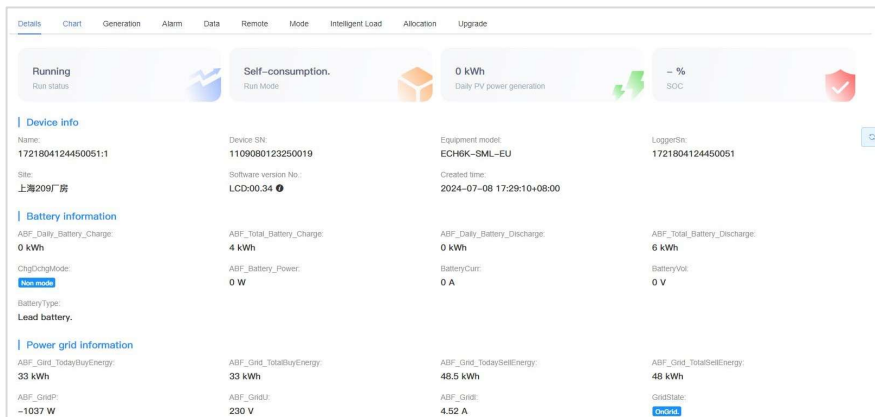 Details Chart Generation Alarm Data Remote Mode Intelligent Load Allocation Upgrade
Running Self-consumption. 0 kWh - %
Run status Run Mode Daily PV power generation SOC
Device info
Name: Device SN: Equipment model: LoggerSn:
1721804124450051:1 1109080123250019 ECH6K-SML-EU 1721804124450051
Site: Software version No.: Created time:
上海209厂房 LCD:00.34 2024-07-08 17:29:10+08:00
Battery information
ABF_Daily_Battery_Charge: ABF_Total_Battery_Charge: ABF_Daily_Battery_Discharge: ABF_Total_Battery_Discharge:
0 kWh 4 kWh 0 kWh 6 kWh
ChgDchgMode: ABF_Battery_Power: BatteryCurr: BatteryVol:
Non mode 0 W 0 A 0 V
BatteryType:
Lead battery.
Power grid information
ABF_Gird_TodayBuyEnergy: ABF_Grid_TotalBuyEnergy: ABF_Grid_TodaySellEnergy: ABF_Grid_TotalSellEnergy:
33 kWh 33 kWh 48.5 kWh 48 kWh
ABF_GridP: ABF_GridU: ABF_GridI: GridState:
-1037 W 230 V 4.52 A OnGrid.